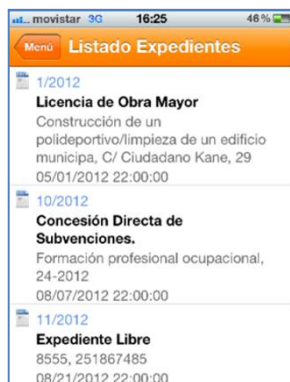 movistar 3G 16:25 46 %
Menú Listado Expedientes
1/2012
Licencia de Obra Mayor
Construcción de un
polideportivo/limpieza de un edificio
municipa, C/ Ciudadano Kane, 29
05/01/2012 22:00:00
10/2012
Concesión Directa de
Subvenciones.
Formación profesional ocupacional,
24-2012
08/07/2012 22:00:00
11/2012
Expediente Libre
8555, 251867485
08/21/2012 22:00:00